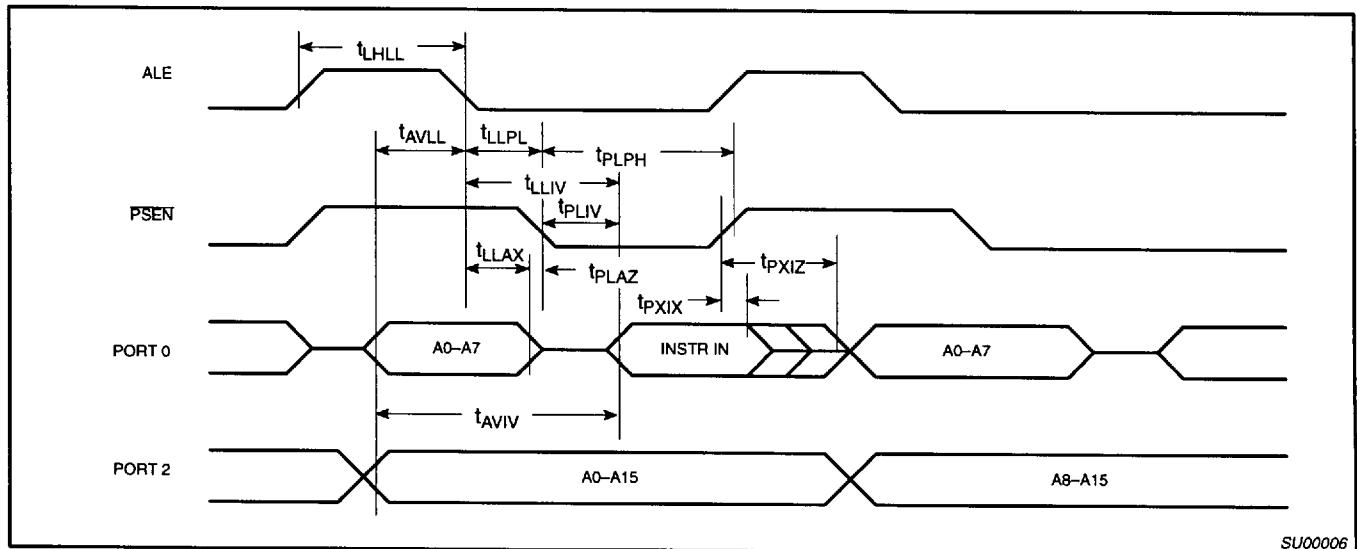 tLHLL
ALE
tAVLL
tLLPL
tPLPH
tLLIV
PSEN
tPLIV
tLLAX
tPLAZ
tPXIZ
tPXIX
PORT 0
A0–A7
INSTR IN
A0–A7
tAVIV
PORT 2
A0–A15
A8–A15
SU00006